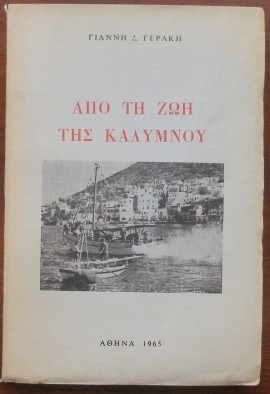 ΓΙΑΝΝΗ Δ. ΓΕΡΑΚΗ
ΑΠΟ ΤΗ ΖΩΗ
ΤΗΣ ΚΑΛΥΜΝΟΥ
ΑΘΗΝΑ 1965